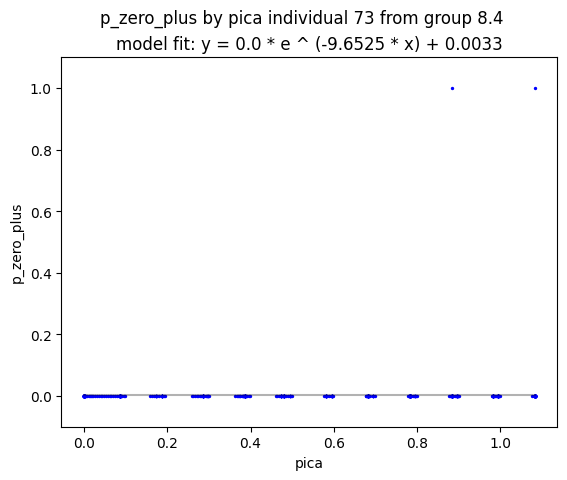 p_zero_plus by pica individual 73 from group 8.4
model fit: y = 0.0 * e ^ (-9.6525 * x) + 0.0033
1.0
0.8
0.6
0.4
0.2
0.0
p_zero_plus
0.0 0.2 0.4 0.6 0.8 1.0
pica